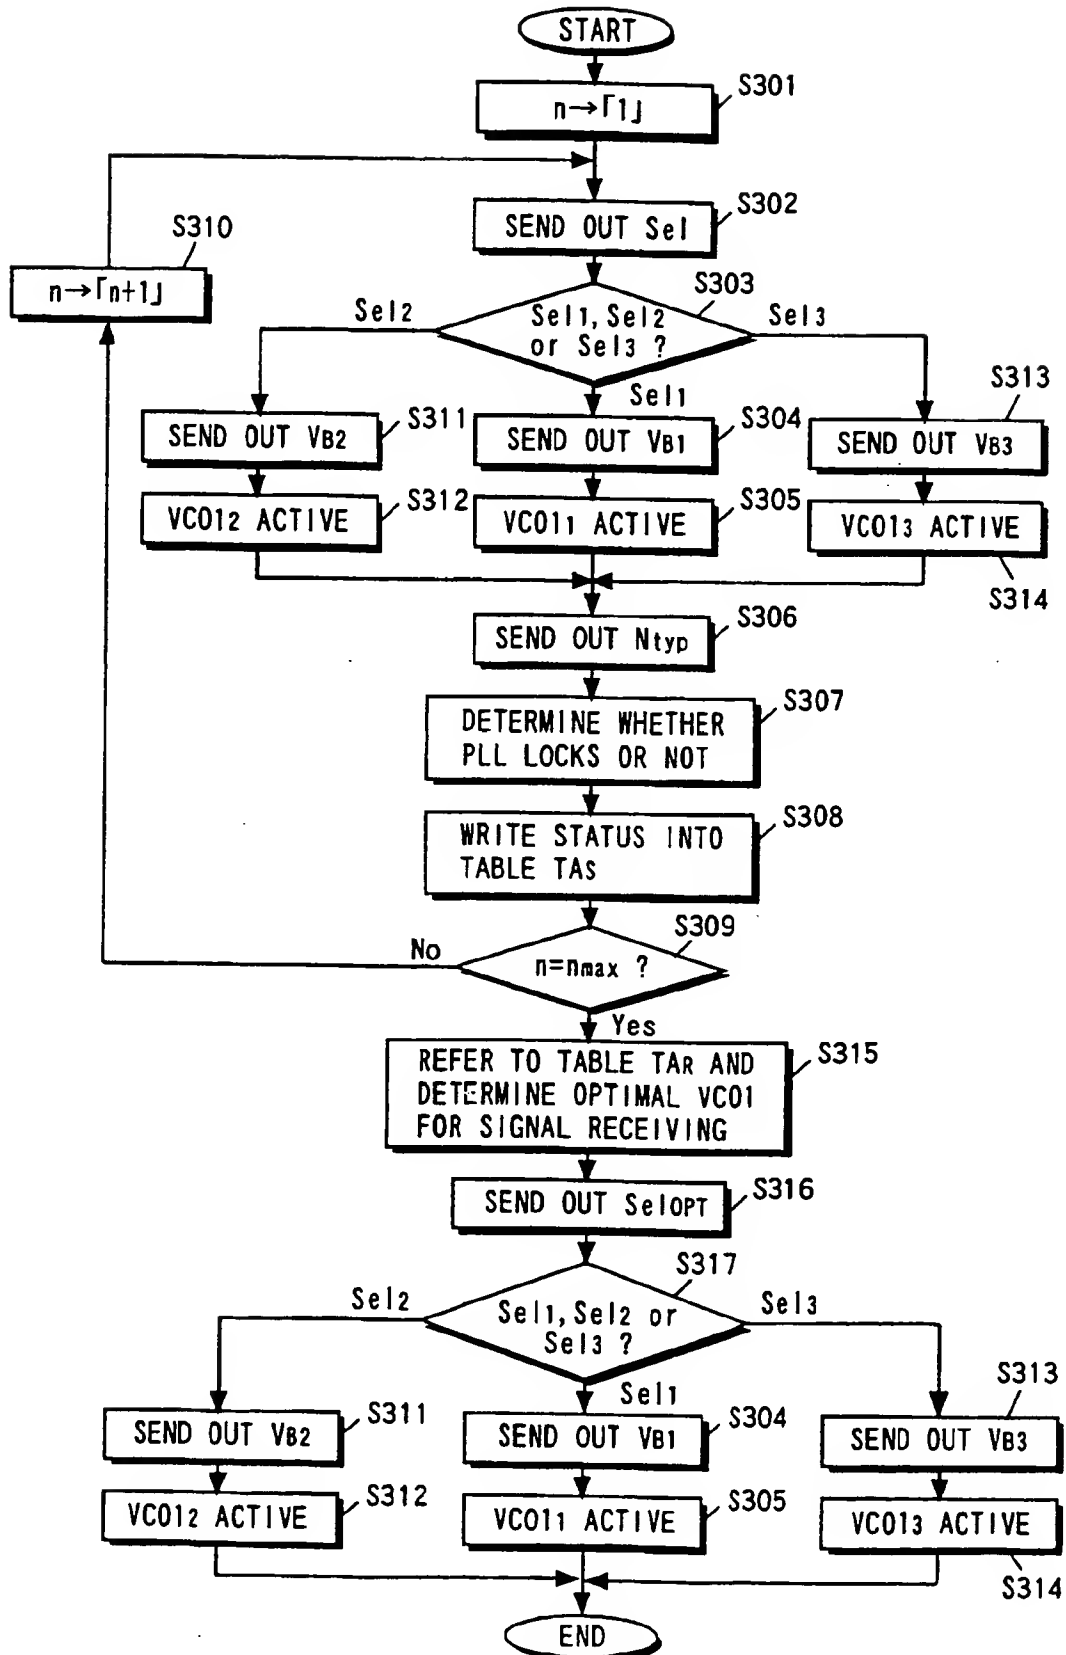 START
S301
n→「1」
S302
SEND OUT Sel
S310
n→「n+1」
S303
Sel2
Sel1, Sel2
or Sel3 ?
Sel3
Sel1
S311
SEND OUT VB2
S304
SEND OUT VB1
S313
SEND OUT VB3
S312
VCO12 ACTIVE
S305
VCO11 ACTIVE
VCO13 ACTIVE
S314
S306
SEND OUT Ntyp
S307
DETERMINE WHETHER
PLL LOCKS OR NOT
S308
WRITE STATUS INTO
TABLE TAS
S309
No
n=nmax ?
Yes
S315
REFER TO TABLE TAR AND
DETERMINE OPTIMAL VCO1
FOR SIGNAL RECEIVING
S316
SEND OUT SelOPT
S317
Sel2
Sel1, Sel2 or
Sel3 ?
Sel3
Sel1
S311
SEND OUT VB2
S304
SEND OUT VB1
S313
SEND OUT VB3
S312
VCO12 ACTIVE
S305
VCO11 ACTIVE
VCO13 ACTIVE
S314
END